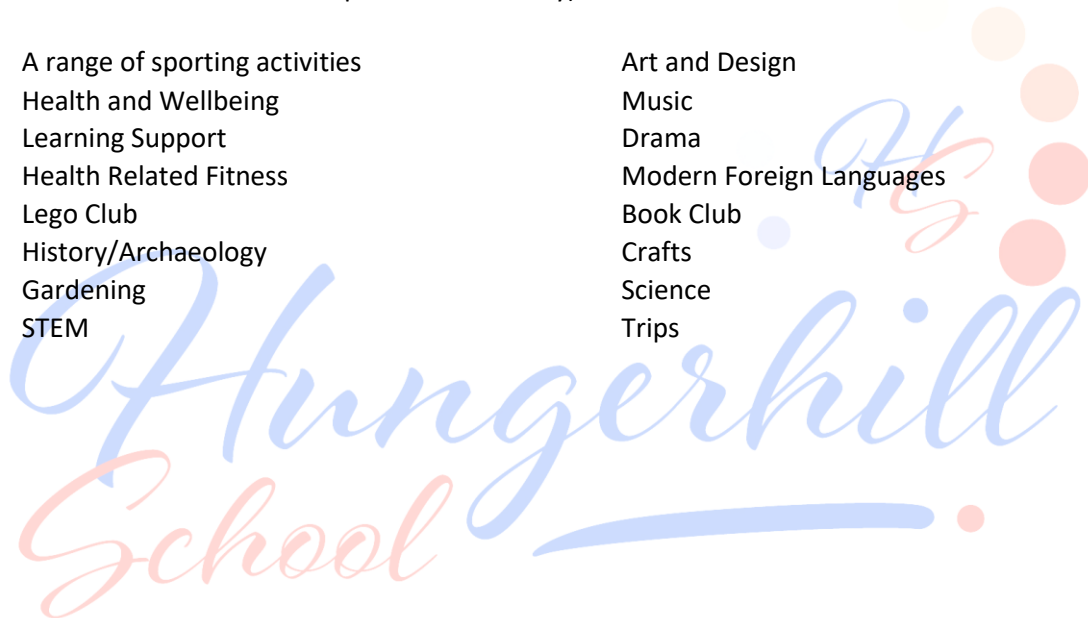 A range of sporting activities
Health and Wellbeing
Learning Support
Health Related Fitness
Lego Club
History/Archaeology
Gardening
STEM
Art and Design
Music
Drama
Modern Foreign Languages
Book Club
Crafts
Science
Trips
HS
Hungerhill
School